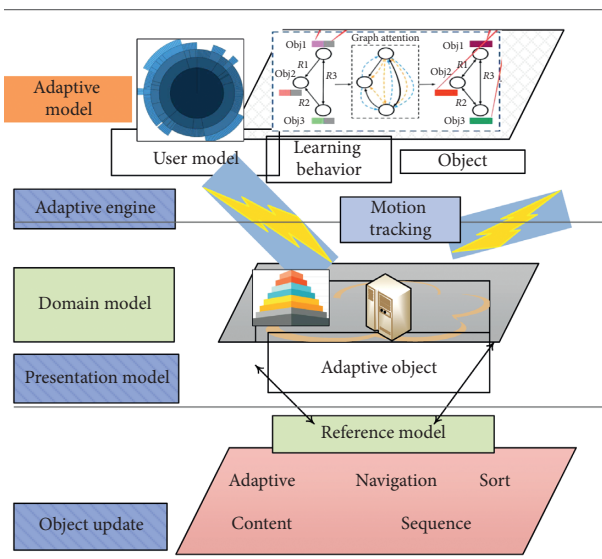 Graph attention
Obj1
Obj1
R1
R3
Obj2
R2
Obj3
Obj2
R1
R3
R2
Obj3
Adaptive
model
User model
Learning
behavior
Object
Adaptive engine
Motion
tracking
Domain model
Presentation model
Adaptive object
Reference model
Adaptive
Navigation
Sort
Object update
Content
Sequence